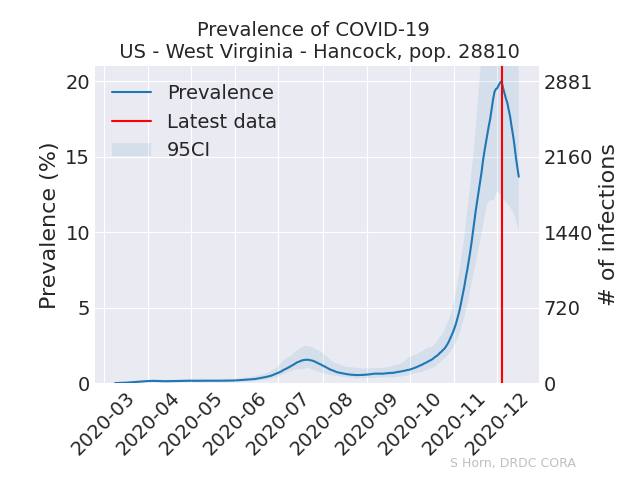 Prevalence of COVID-19
US - West Virginia - Hancock, pop. 28810
Prevalence
Latest data
95CI
Prevalence (%)
20
15
10
5
0
2881
2160
1440
720
0
# of infections
2020-03
2020-04
2020-05
2020-06
2020-07
2020-08
2020-09
2020-10
2020-11
2020-12
S Horn, DRDC CORA